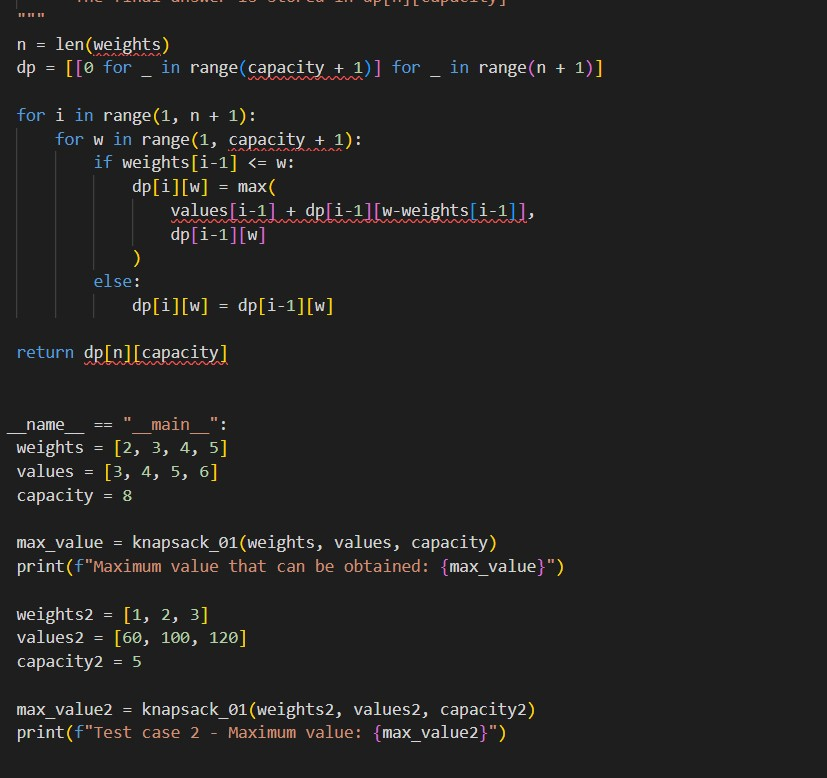 The final answer is stored in dp[n][capacity]
"""
n = len(weights)
dp = [[0 for _ in range(capacity + 1)] for _ in range(n + 1)]
for i in range(1, n + 1):
for w in range(1, capacity + 1):
if weights[i-1] <= w:
dp[i][w] = max(
values[i-1] + dp[i-1][w-weights[i-1]],
dp[i-1][w]
)
else:
dp[i][w] = dp[i-1][w]
return dp[n][capacity]
__name__ == "__main__":
weights = [2, 3, 4, 5]
values = [3, 4, 5, 6]
capacity = 8
max_value = knapsack_01(weights, values, capacity)
print(f"Maximum value that can be obtained: {max_value}")
weights2 = [1, 2, 3]
values2 = [60, 100, 120]
capacity2 = 5
max_value2 = knapsack_01(weights2, values2, capacity2)
print(f"Test case 2 - Maximum value: {max_value2}")